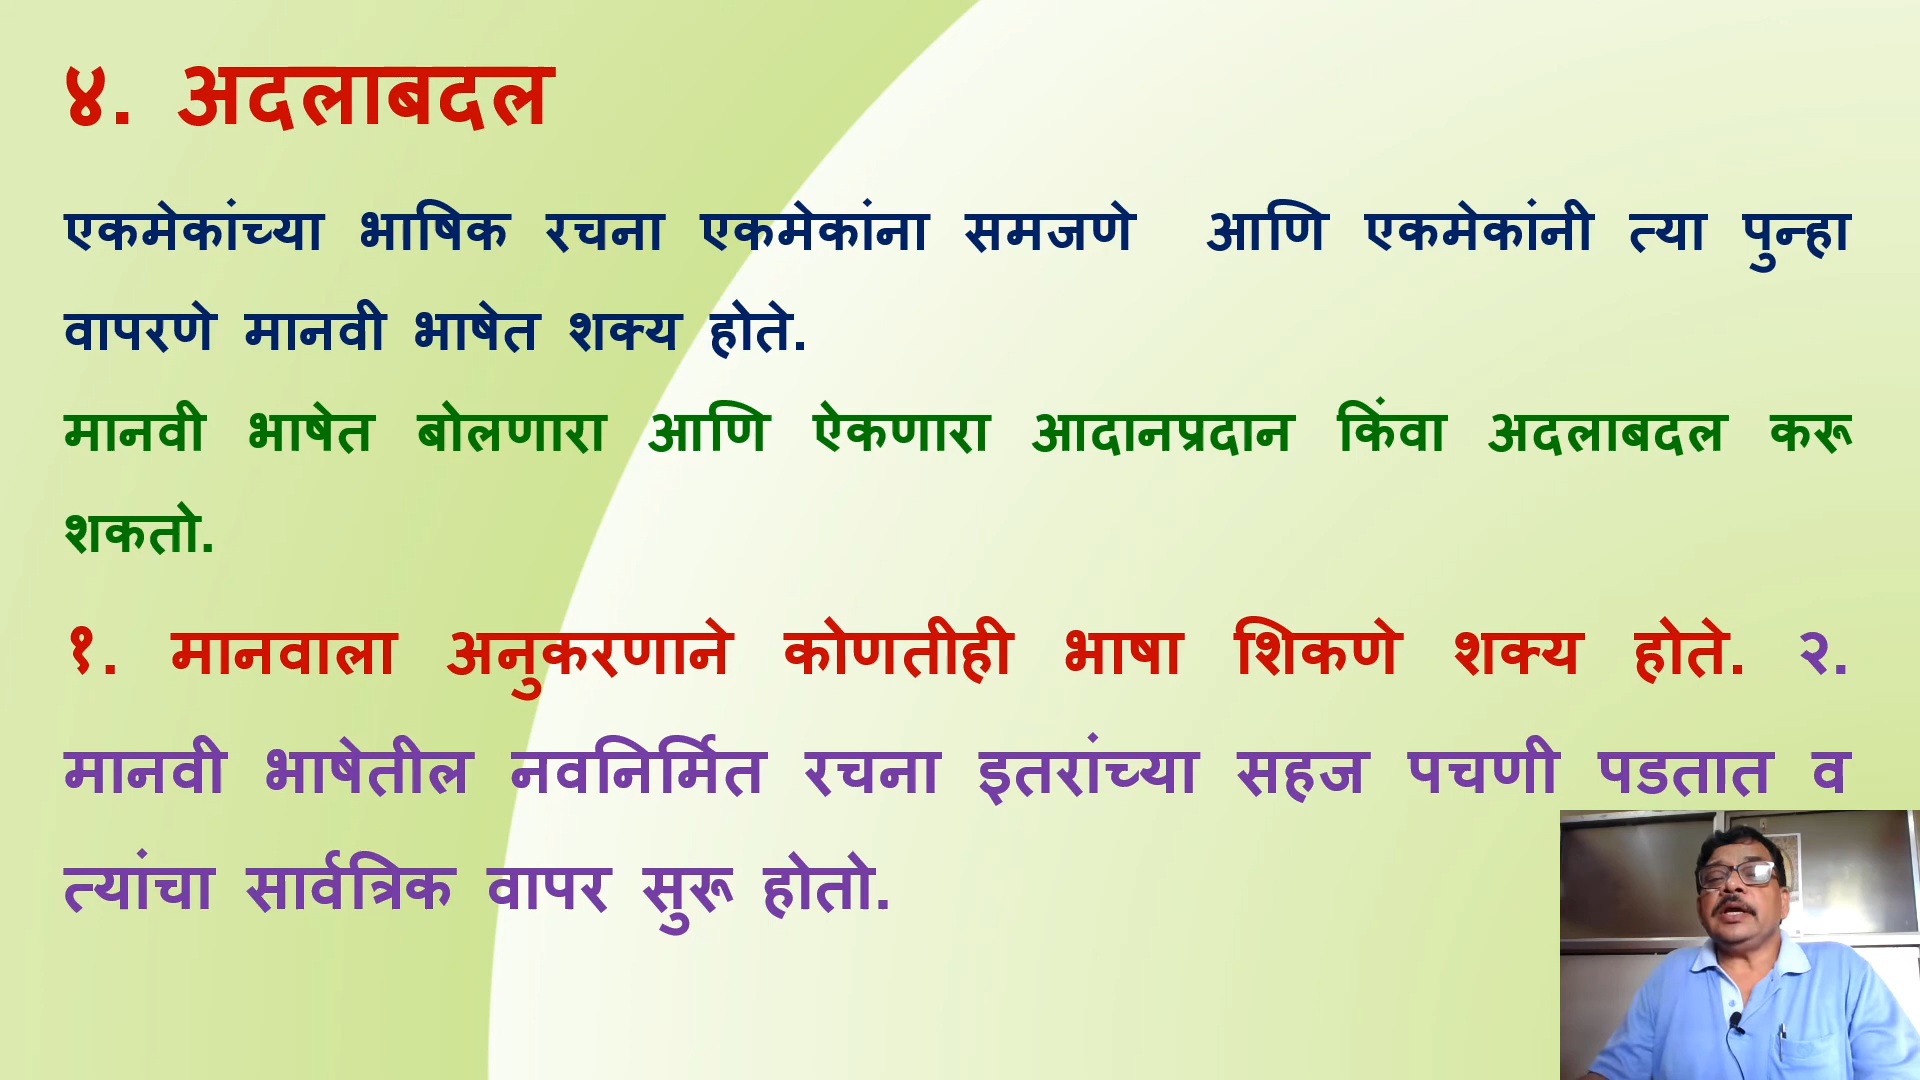 ४. अदलाबदल
एकमेकांच्या भाषिक रचना एकमेकांना समजणे आणि एकमेकांनी त्या पुन्हा
वापरणे मानवी भाषेत शक्य होते.
मानवी भाषेत बोलणारा आणि ऐकणारा आदानप्रदान किंवा अदलाबदल करू
शकतो.
१. मानवाला अनुकरणाने कोणतीही भाषा शिकणे शक्य होते. २.
मानवी भाषेतील नवनिर्मित रचना इतरांच्या सहज पचणी पडतात व
त्यांचा सार्वत्रिक वापर सुरू होतो.